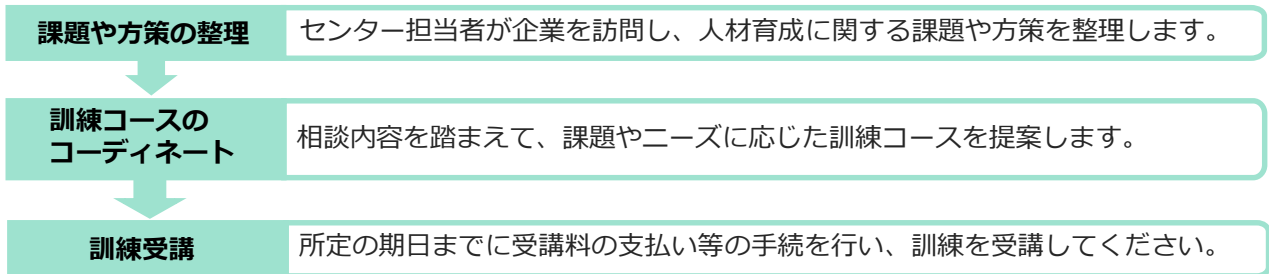 課題や方策の整理
センター担当者が企業を訪問し、人材育成に関する課題や方策を整理します。
訓練コースの
コーディネート
相談内容を踏まえて、課題やニーズに応じた訓練コースを提案します。
訓練受講
所定の期日までに受講料の支払い等の手続を行い、訓練を受講してください。